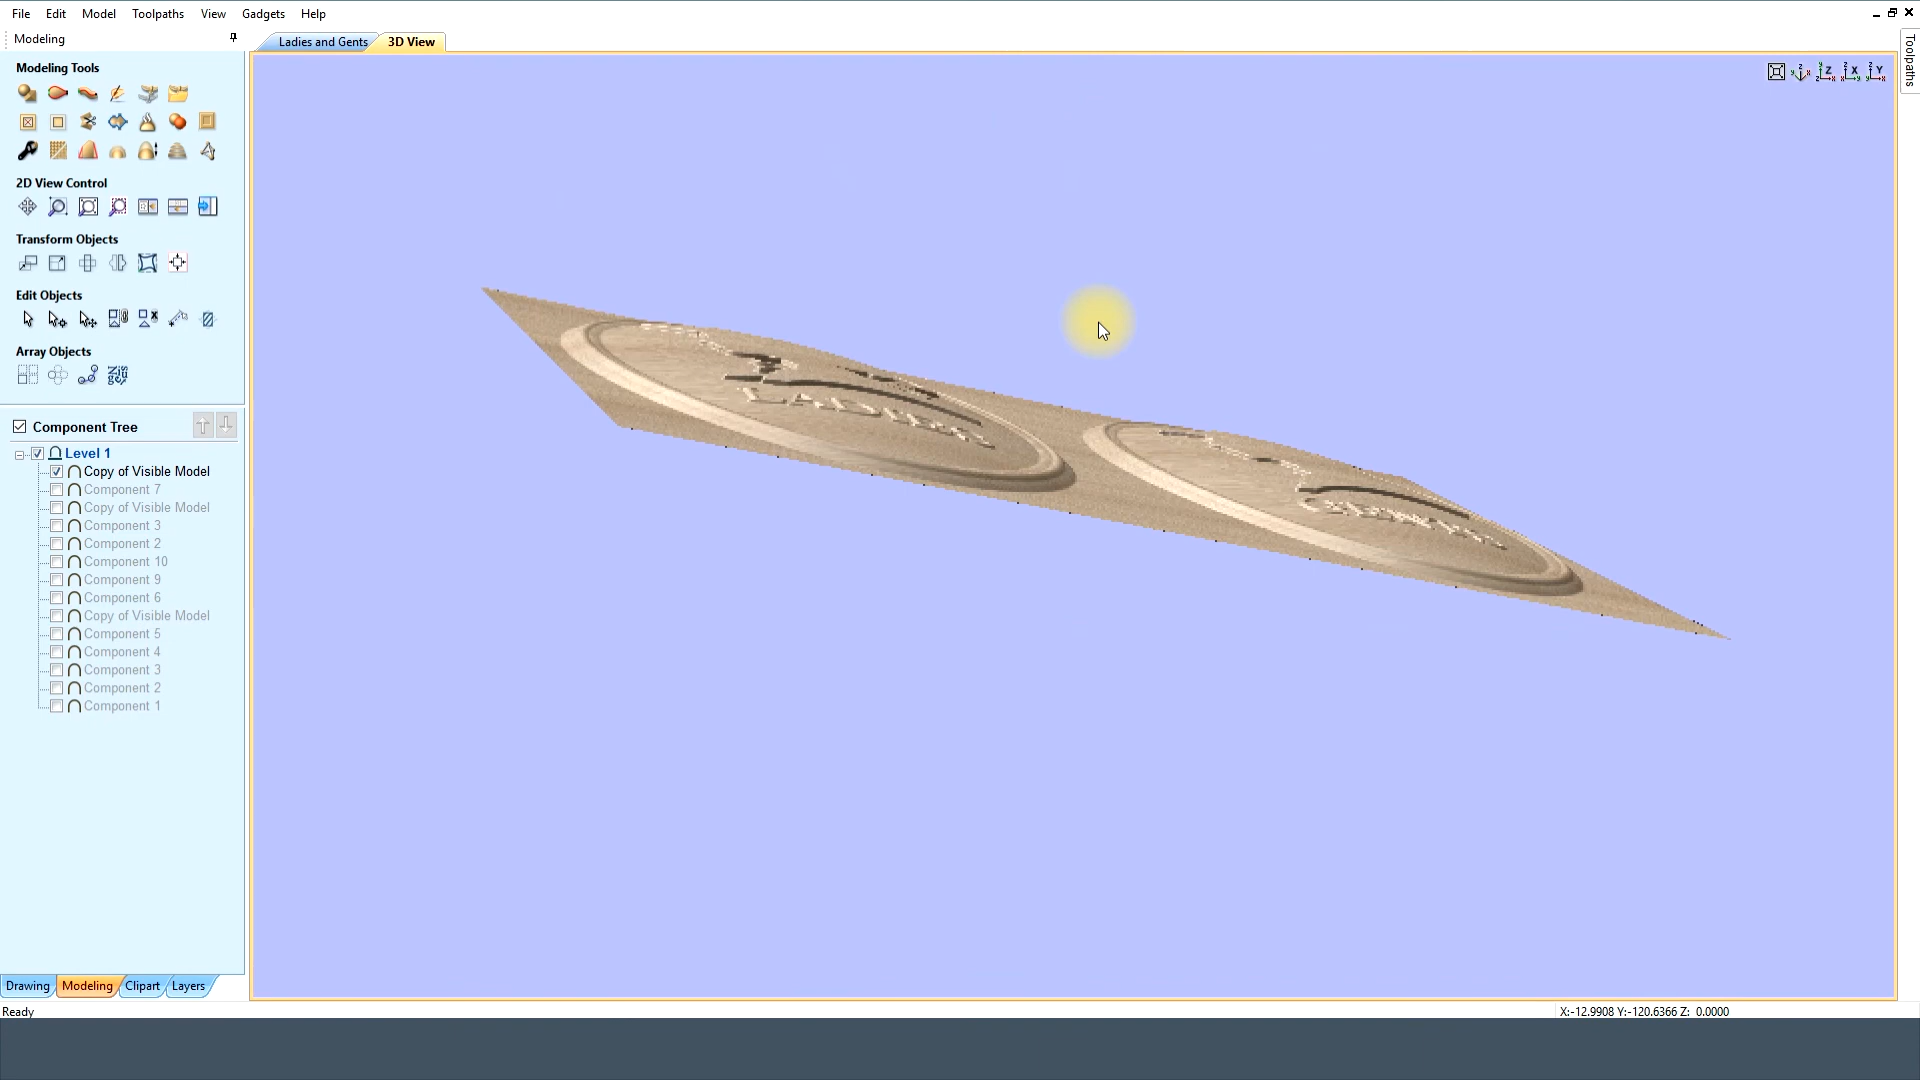 File Edit Model Toolpaths View Gadgets Help
Modeling
Ladies and Gents 3D View
Toolpaths
Modeling Tools
2D View Control
Transform Objects
Edit Objects
Array Objects
Component Tree
Level 1
Copy of Visible Model
Component 7
Copy of Visible Model
Component 3
Component 2
Component 10
Component 9
Component 6
Copy of Visible Model
Component 5
Component 4
Component 3
Component 2
Component 1
LADIES
Drawing Modeling Clipart Layers
Ready
X:-12.9908 Y:-120.6366 Z: 0.0000